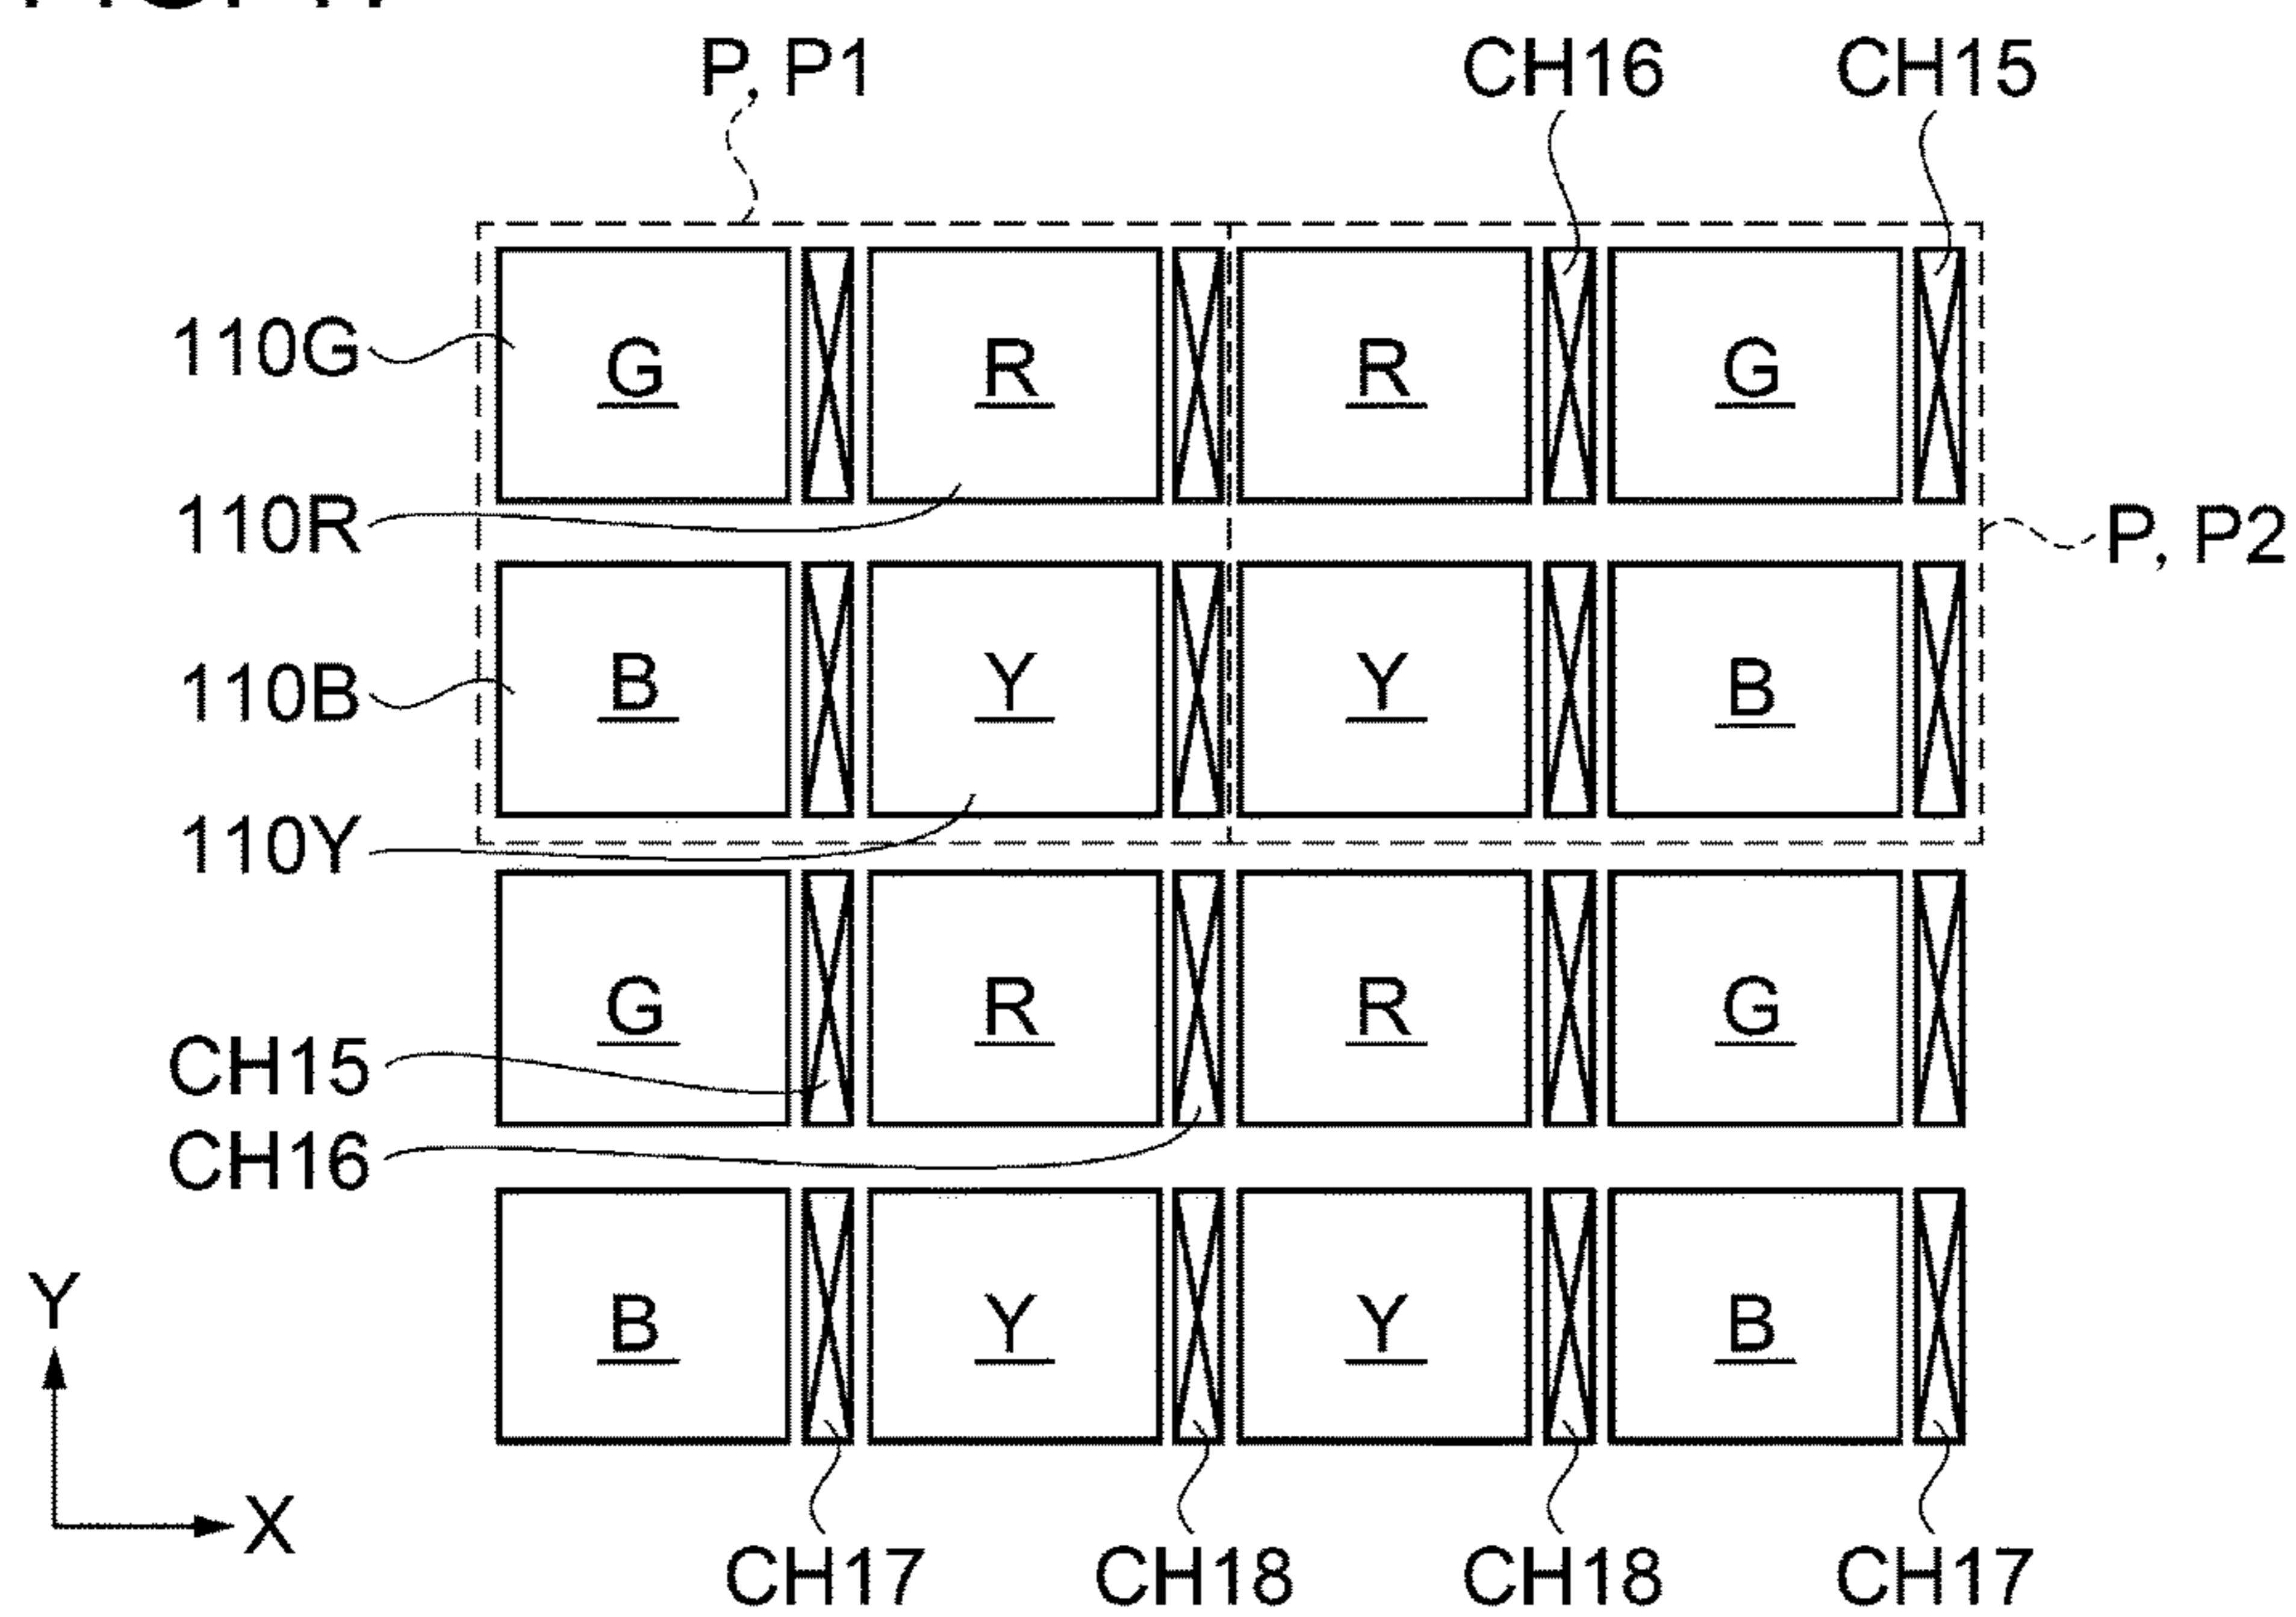 P, P1 CH16 CH15
110G G R R G
110R
P, P2
110B B Y Y B
110Y
G R R G
CH15
CH16
B Y Y B
Y
X
CH17 CH18 CH18 CH17